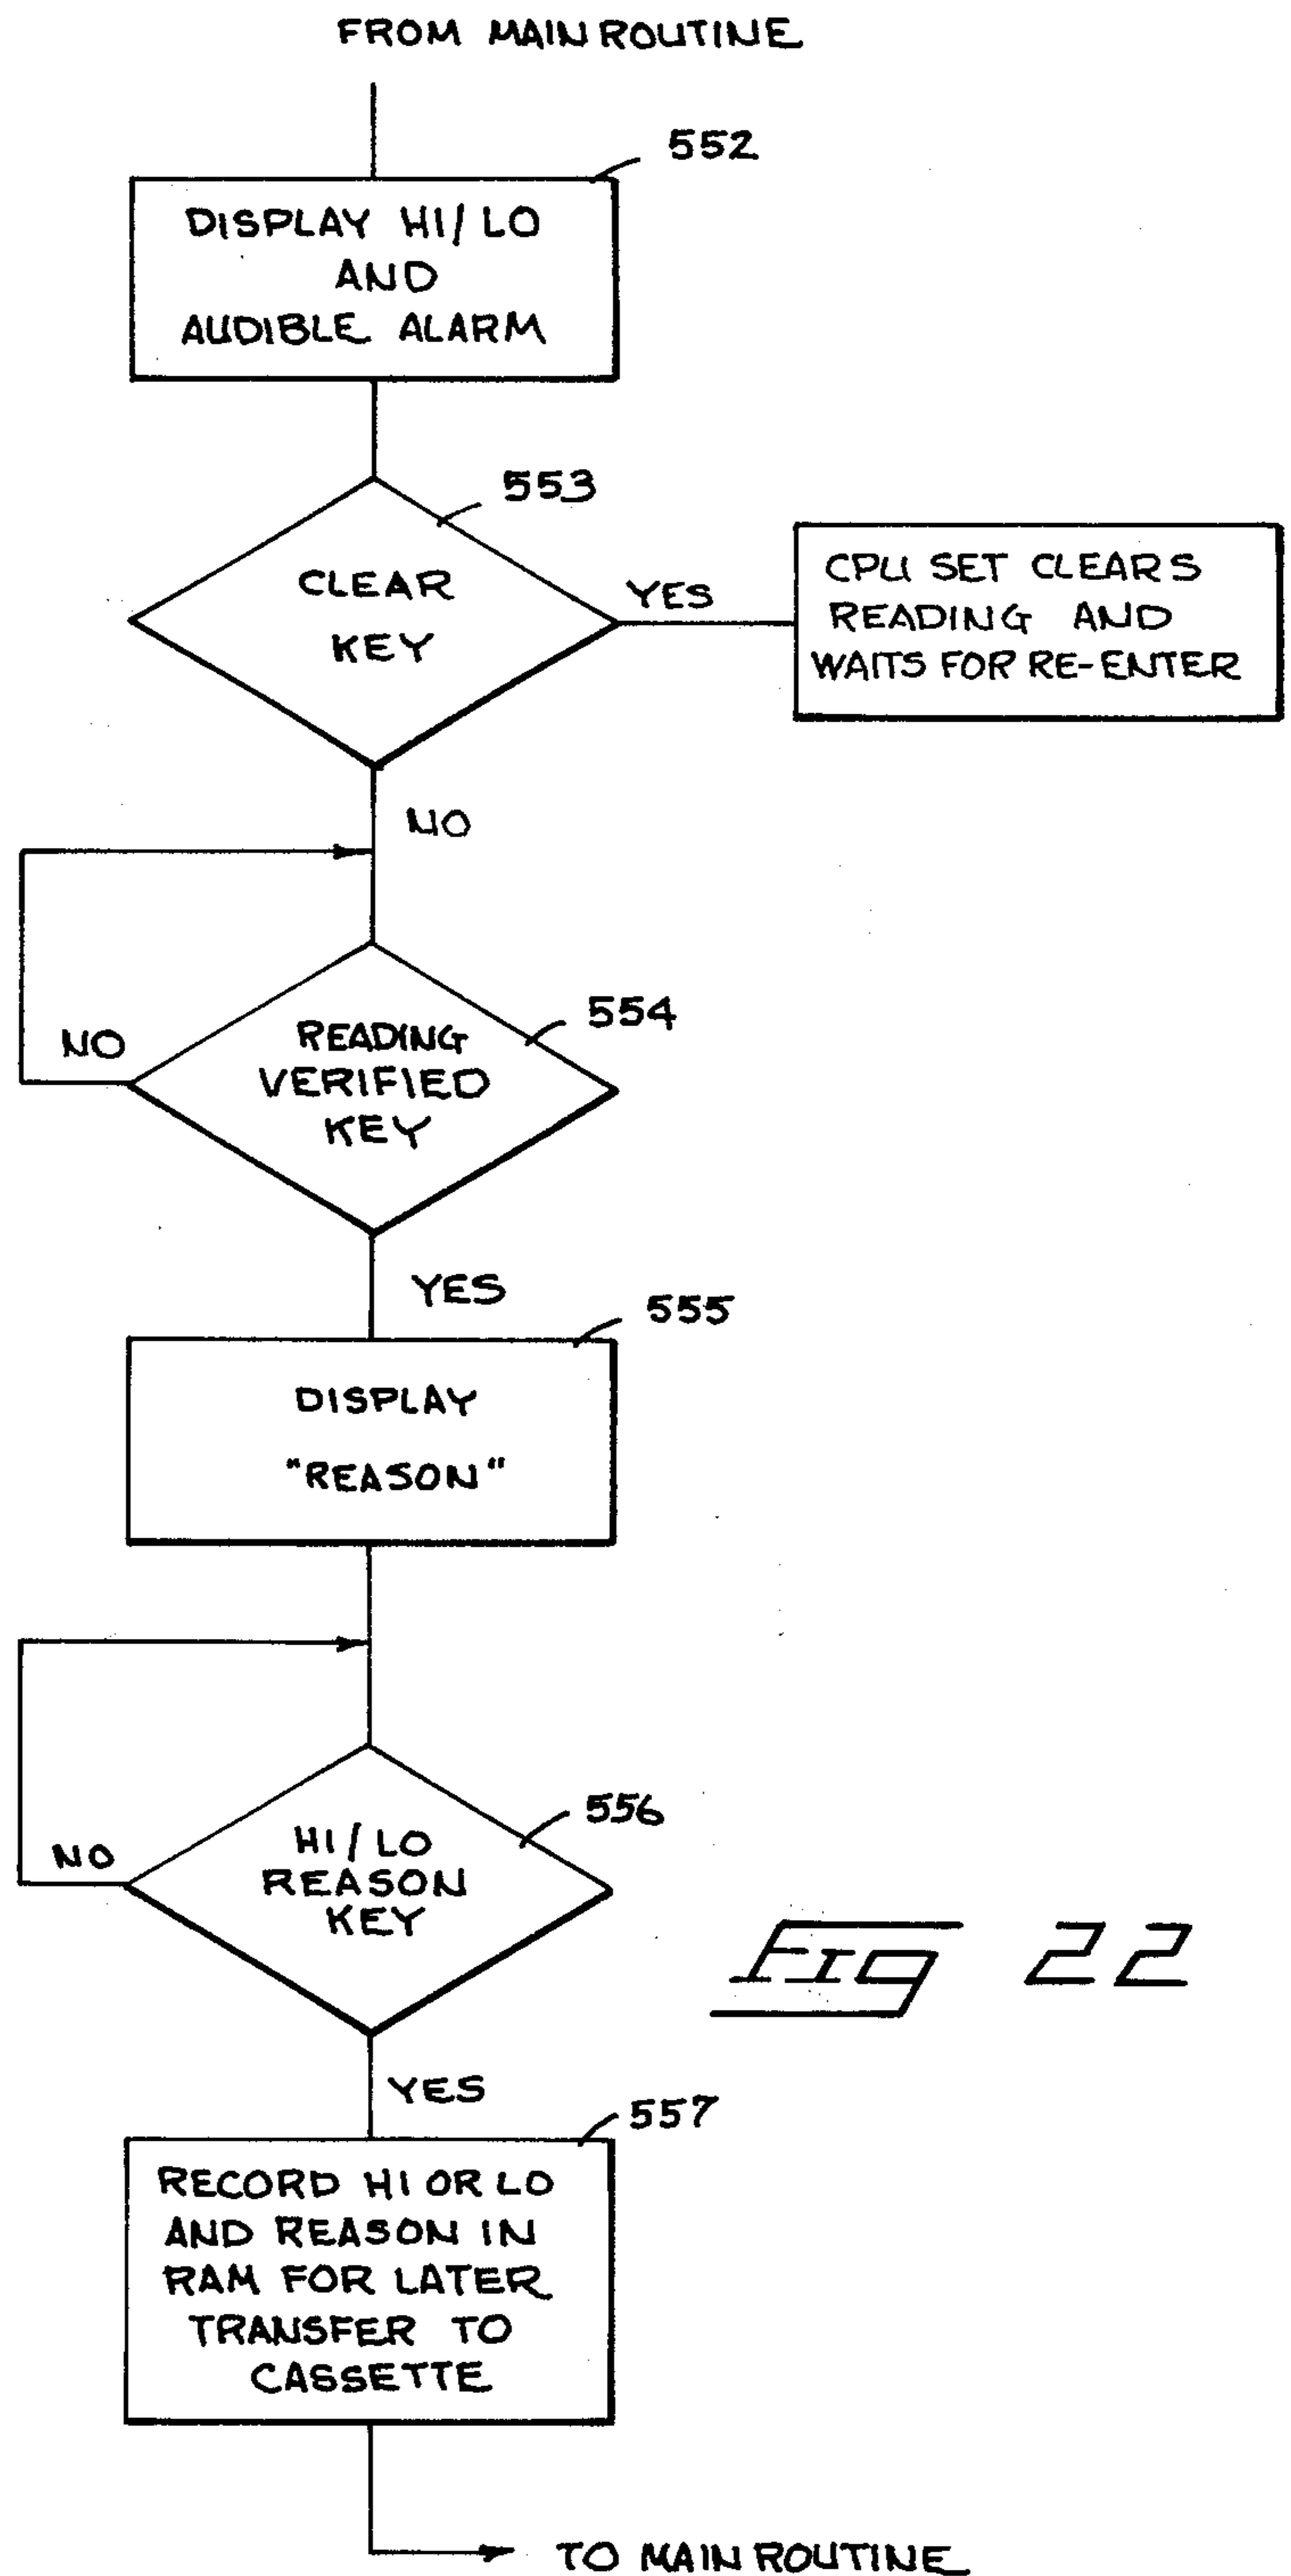 FROM MAIN ROUTINE
552
DISPLAY HI/LO
AND
AUDIBLE ALARM
553
CLEAR
KEY
YES
CPU SET CLEARS
READING AND
WAITS FOR RE-ENTER
NO
554
NO
READING
VERIFIED
KEY
YES
555
DISPLAY
"REASON"
556
NO
HI/LO
REASON
KEY
Fig 22
YES
557
RECORD HI OR LO
AND REASON IN
RAM FOR LATER
TRANSFER TO
CASSETTE
TO MAIN ROUTINE